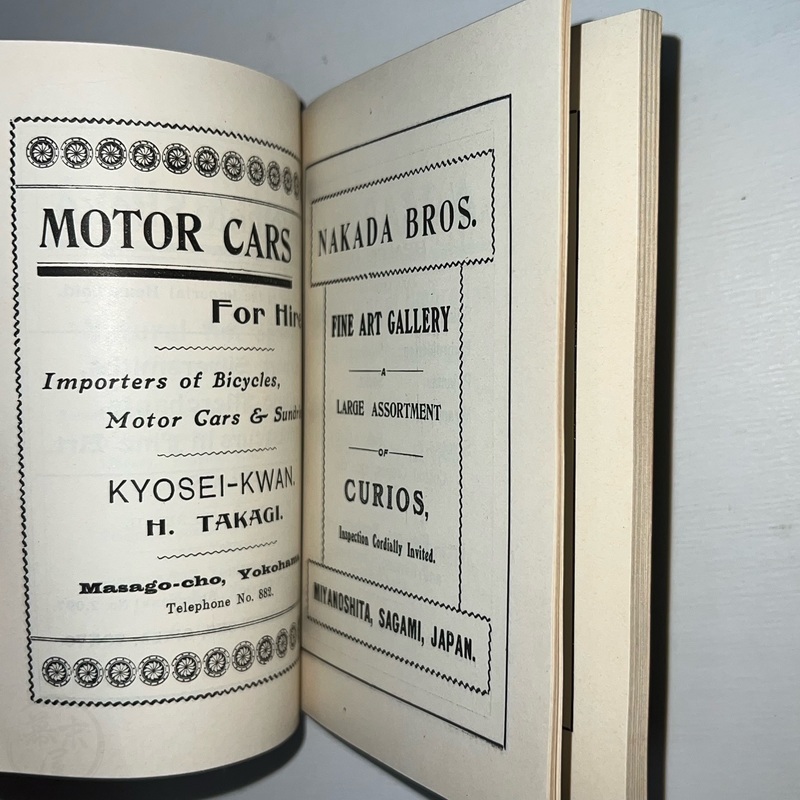 MOTOR CARS
For Hire
Importers of Bicycles,
Motor Cars & Sundri
KYOSEI-KWAN.
H. TAKAGI.
Masago-cho, Yokohama
Telephone No. 882.
NAKADA BROS.
FINE ART GALLERY
A
LARGE ASSORTMENT
OF
CURIOS,
Inspection Cordially Invited.
MIYANOSHITA, SAGAMI, JAPAN.